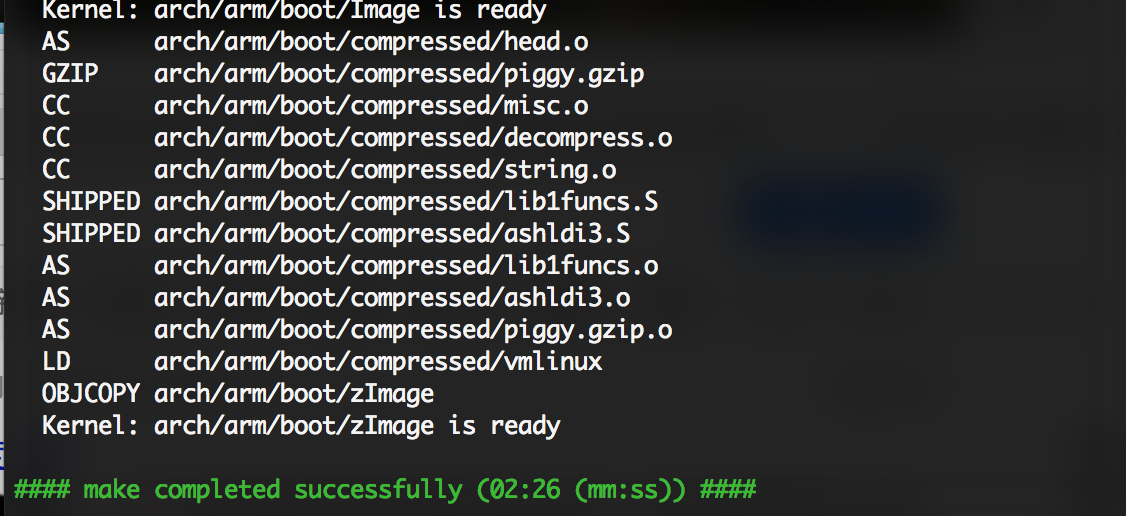 Kernel: arch/arm/boot/Image is ready
AS      arch/arm/boot/compressed/head.o
GZIP    arch/arm/boot/compressed/piggy.gzip
CC      arch/arm/boot/compressed/misc.o
CC      arch/arm/boot/compressed/decompress.o
CC      arch/arm/boot/compressed/string.o
SHIPPED arch/arm/boot/compressed/lib1funcs.S
SHIPPED arch/arm/boot/compressed/ashldi3.S
AS      arch/arm/boot/compressed/lib1funcs.o
AS      arch/arm/boot/compressed/ashldi3.o
AS      arch/arm/boot/compressed/piggy.gzip.o
LD      arch/arm/boot/compressed/vmlinux
OBJCOPY arch/arm/boot/zImage
Kernel: arch/arm/boot/zImage is ready
#### make completed successfully (02:26 (mm:ss)) ####